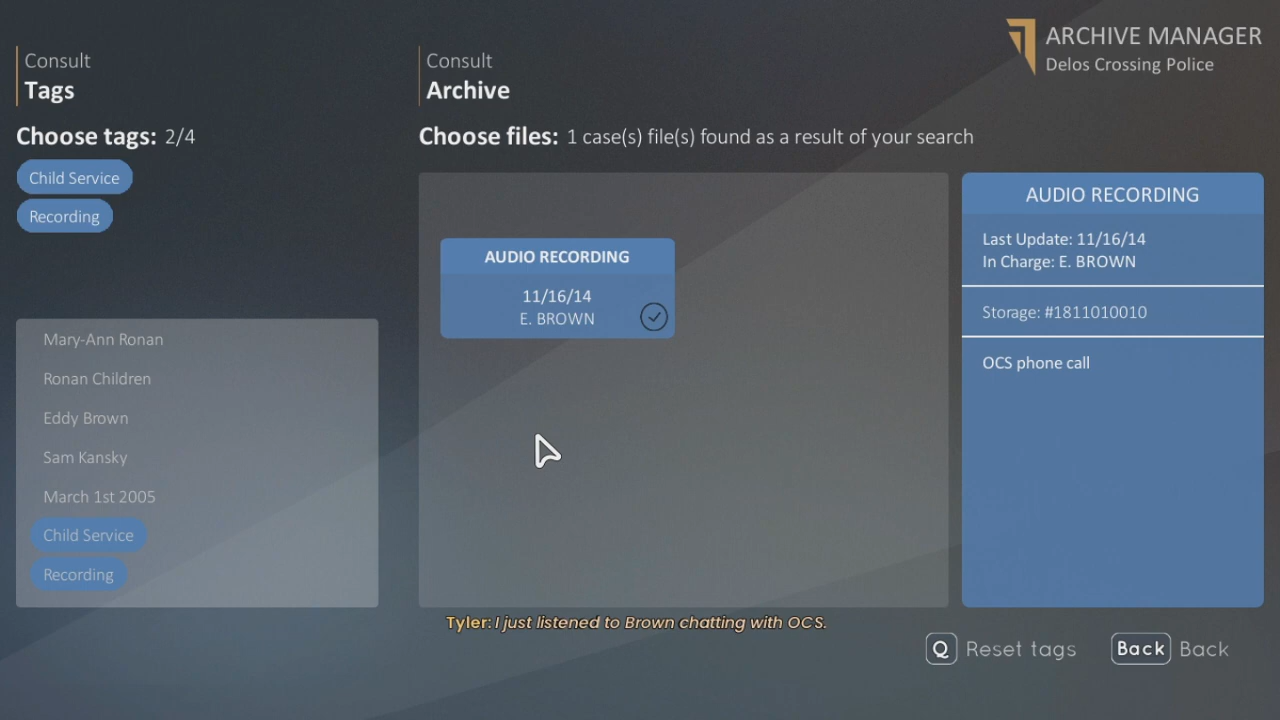 ARCHIVE MANAGER
Delos Crossing Police
Consult
Tags
Choose tags: 2/4
Child Service
Recording
Mary-Ann Ronan
Ronan Children
Eddy Brown
Sam Kansky
March 1st 2005
Child Service
Recording
Consult
Archive
Choose files: 1 case(s) file(s) found as a result of your search
AUDIO RECORDING
11/16/14
E. BROWN
AUDIO RECORDING
Last Update: 11/16/14
In Charge: E. BROWN
Storage: #1811010010
OCS phone call
Tyler: I just listened to Brown chatting with OCS.
Q Reset tags
Back Back